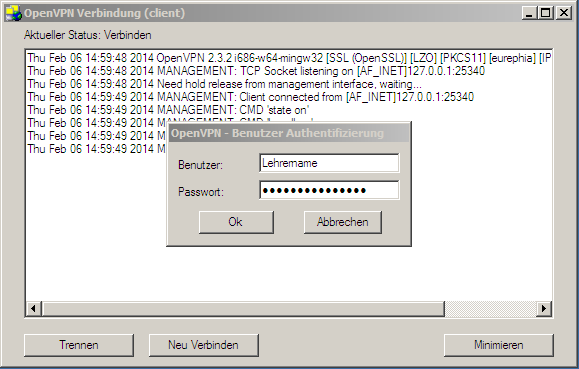 OpenVPN Verbindung (client)
Aktueller Status: Verbinden
Thu Feb 06 14:59:48 2014 OpenVPN 2.3.2 i686-w64-mingw32 [SSL (OpenSSL)] [LZO] [PKCS11] [eurephia] [IP
Thu Feb 06 14:59:48 2014 MANAGEMENT: TCP Socket listening on [AF_INET]127.0.0.1:25340
Thu Feb 06 14:59:48 2014 Need hold release from management interface, waiting...
Thu Feb 06 14:59:49 2014 MANAGEMENT: Client connected from [AF_INET]127.0.0.1:25340
Thu Feb 06 14:59:49 2014 MANAGEMENT: CMD 'state on'
Thu Feb 06 14:59:49 2014 MANAGEMENT: CMD
Thu Feb 06 14:59:49 2014 M
Thu Feb 06 14:59:49 2014 M
OpenVPN - Benutzer Authentifizierung
Benutzer: Lehrername
Passwort: ●●●●●●●●●●●●●●●
Ok Abbrechen
Trennen Neu Verbinden Minimieren